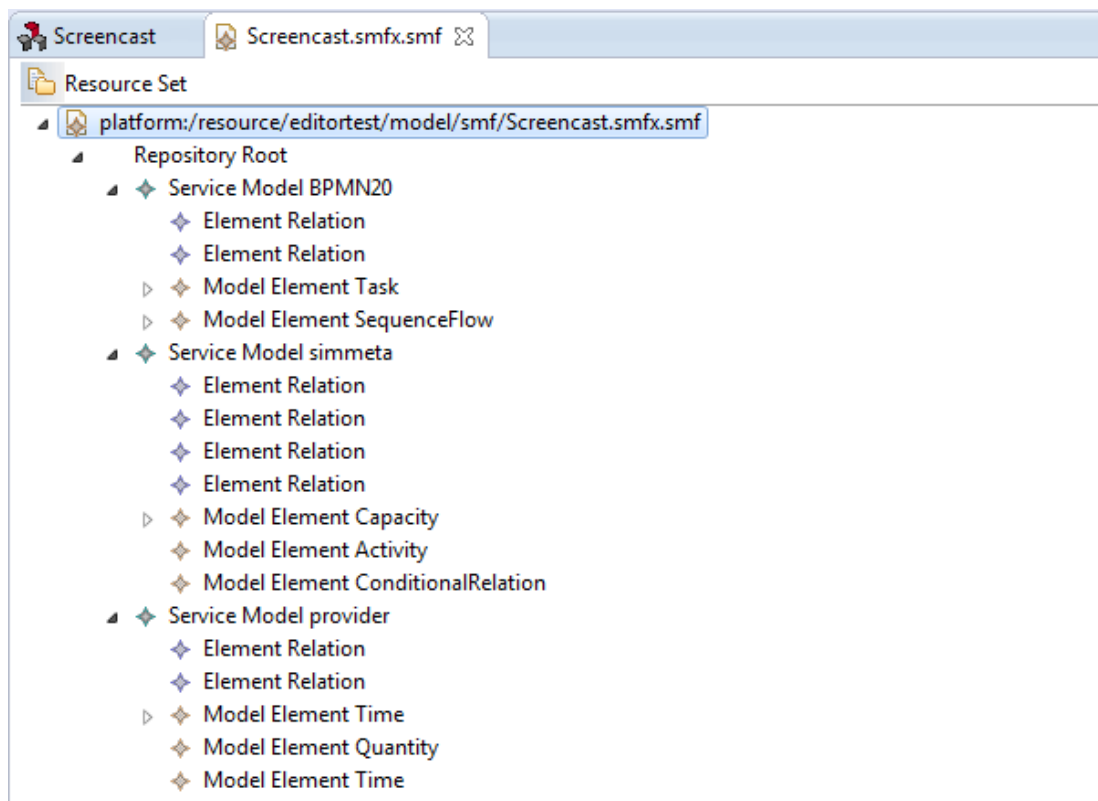 Screencast Screencast.smfx.smf
Resource Set
platform:/resource/editortest/model/smf/Screencast.smfx.smf
Repository Root
Service Model BPMN20
Element Relation
Element Relation
Model Element Task
Model Element SequenceFlow
Service Model simmeta
Element Relation
Element Relation
Element Relation
Element Relation
Model Element Capacity
Model Element Activity
Model Element ConditionalRelation
Service Model provider
Element Relation
Element Relation
Model Element Time
Model Element Quantity
Model Element Time